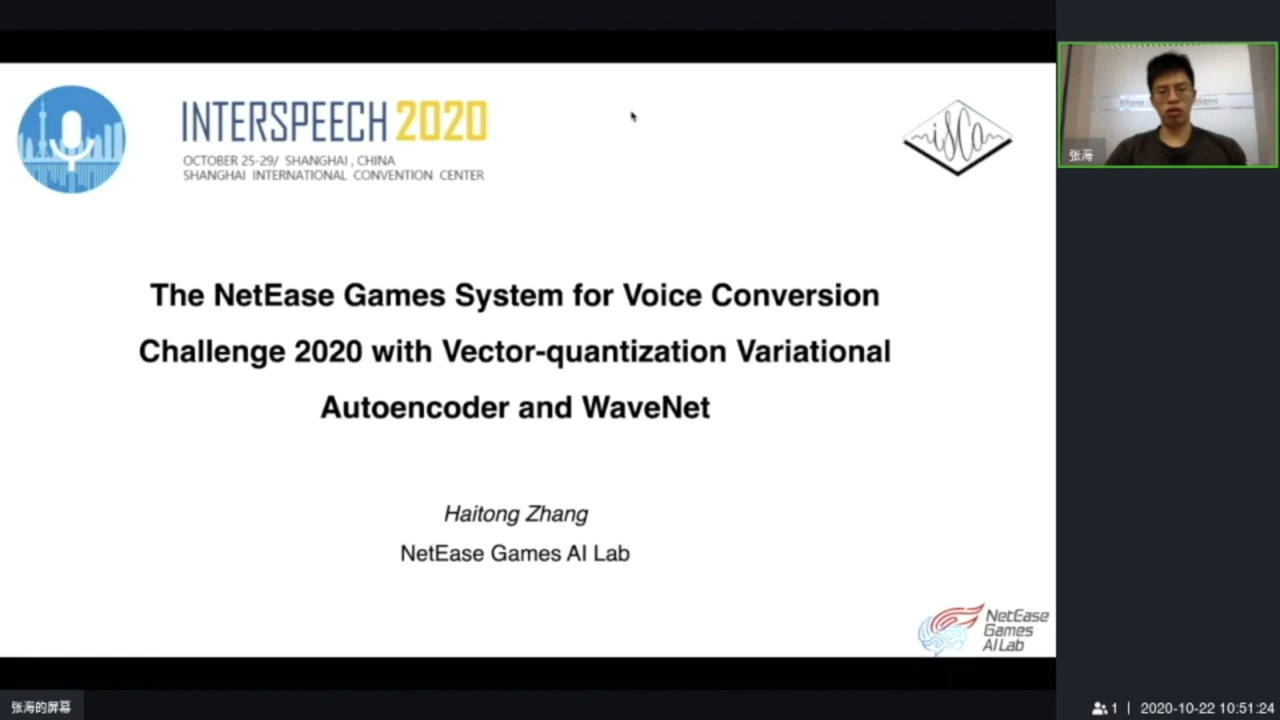 INTERSPEECH 2020
OCTOBER 25-29/ SHANGHAI , CHINA
SHANGHAI INTERNATIONAL CONVENTION CENTER
iSCa
张海
The NetEase Games System for Voice Conversion
Challenge 2020 with Vector-quantization Variational
Autoencoder and WaveNet
Haitong Zhang
NetEase Games AI Lab
NetEase
Games
AI Lab
张海的屏幕
1 | 2020-10-22 10:51:24